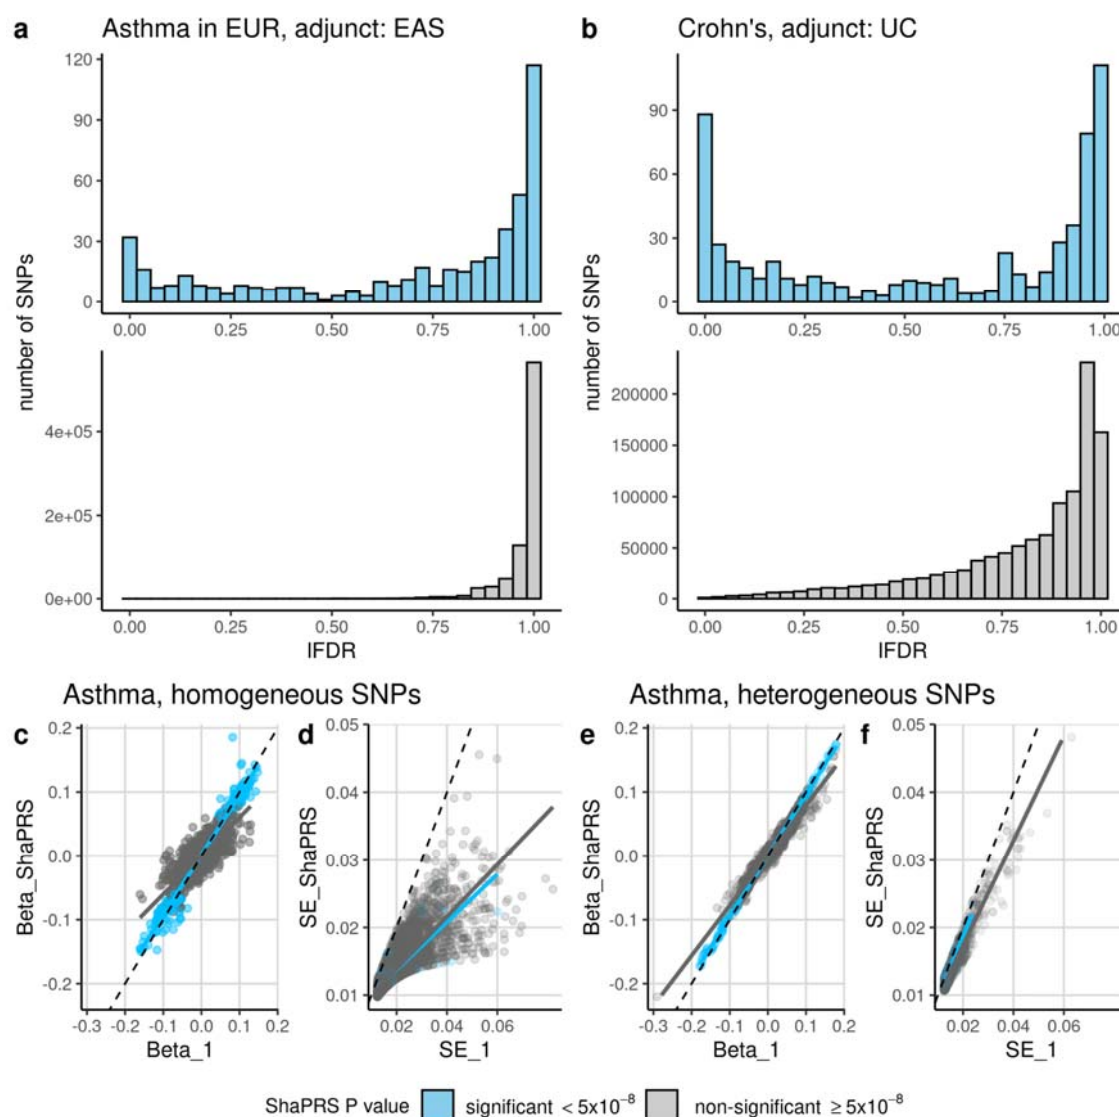 a Asthma in EUR, adjunct: EAS
120
90
60
30
0
0.00 0.25 0.50 0.75 1.00
number of SNPs
4e+05
2e+05
0e+00
0.00 0.25 0.50 0.75 1.00
lFDR
b Crohn's, adjunct: UC
90
60
30
0
0.00 0.25 0.50 0.75 1.00
number of SNPs
200000
150000
100000
50000
0
0.00 0.25 0.50 0.75 1.00
lFDR
Asthma, homogeneous SNPs
c
0.2
0.1
0.0
-0.1
-0.2
Beta_ShaPRS
-0.3 -0.2 -0.1 0.0 0.1 0.2
Beta_1
d
0.05
0.04
0.03
0.02
0.01
SE_ShaPRS
0.02 0.04 0.06
SE_1
Asthma, heterogeneous SNPs
e
0.2
0.1
0.0
-0.1
-0.2
Beta_ShaPRS
-0.3 -0.2 -0.1 0.0 0.1 0.2
Beta_1
f
0.05
0.04
0.03
0.02
0.01
SE_ShaPRS
0.02 0.04 0.06
SE_1
ShaPRS P value significant < 5x10⁻⁸ non-significant ≥ 5x10⁻⁸